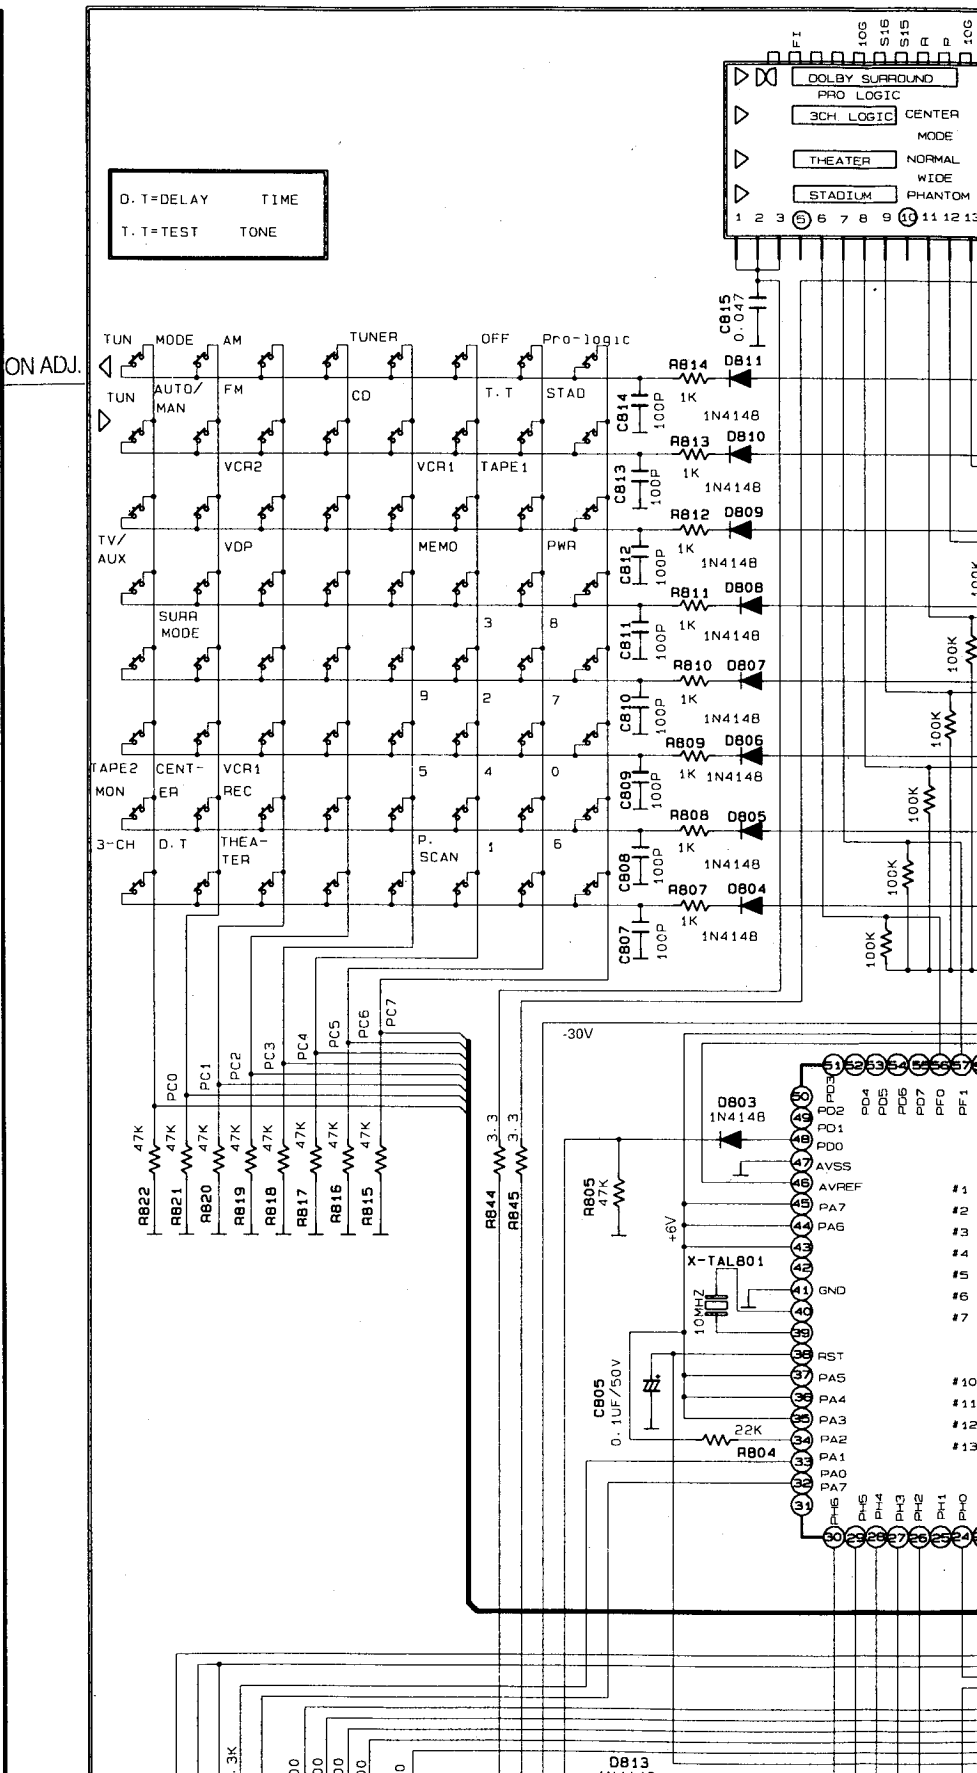 FI
10G
S16
S15
R
P
10G
DOLBY SURROUND
PRO LOGIC
3CH LOGIC CENTER
MODE
THEATER NORMAL
WIDE
STADIUM PHANTOM
1 2 3 5 6 7 8 9 10 11 12 13
D.T=DELAY TIME
T.T=TEST TONE
ON ADJ.
C815
0.047
TUN MODE AM TUNER OFF Pro-logic
TUN AUTO/MAN FM CD T.T STAD
VCR2 VCR1 TAPE1
TV/AUX VDP MEMO PWR
SURR MODE 3 8
9 2 7
TAPE2 MON CENTER VCR1 REC 5 4 0
3-CH D.T THEATER P.SCAN 1 6
R814 D811
1K
1N4148
C814
100P
R813 D810
1K
1N4148
C813
100P
R812 D809
1K
1N4148
C812
100P
R811 D808
1K
1N4148
C811
100P
R810 D807
1K
1N4148
C810
100P
R809 D806
1K 1N4148
C809
100P
R808 D805
1K
1N4148
C808
100P
R807 D804
1K
1N4148
C807
100P
100K
100K
100K
100K
100K
100K
-30V
PC0
PC1
PC2
PC3
PC4
PC5
PC6
PC7
47K
47K
47K
47K
47K
47K
47K
47K
R822
R821
R820
R819
R818
R817
R816
R815
3.3
3.3
R844
R845
D803
1N4148
R805
47K
+6V
X-TAL801
10MHZ
C805
0.1UF/50V
22K
R804
51 52 53 54 55 56 57
PD3
PD4
PD5
PD6
PD7
PF0
PF1
50
49 PD2
PD1
48 PD0
47 AVSS
46 AVREF
45 PA7
44 PA6
43
42
41 GND
40
39
38 RST
37 PA5
36 PA4
35 PA3
34 PA2
33 PA1
PA0
32 PA7
31
#1
#2
#3
#4
#5
#6
#7
#10
#11
#12
#13
PH6
PH5
PH4
PH3
PH2
PH1
PH0
30 29 28 27 26 25 24
.3K
D813